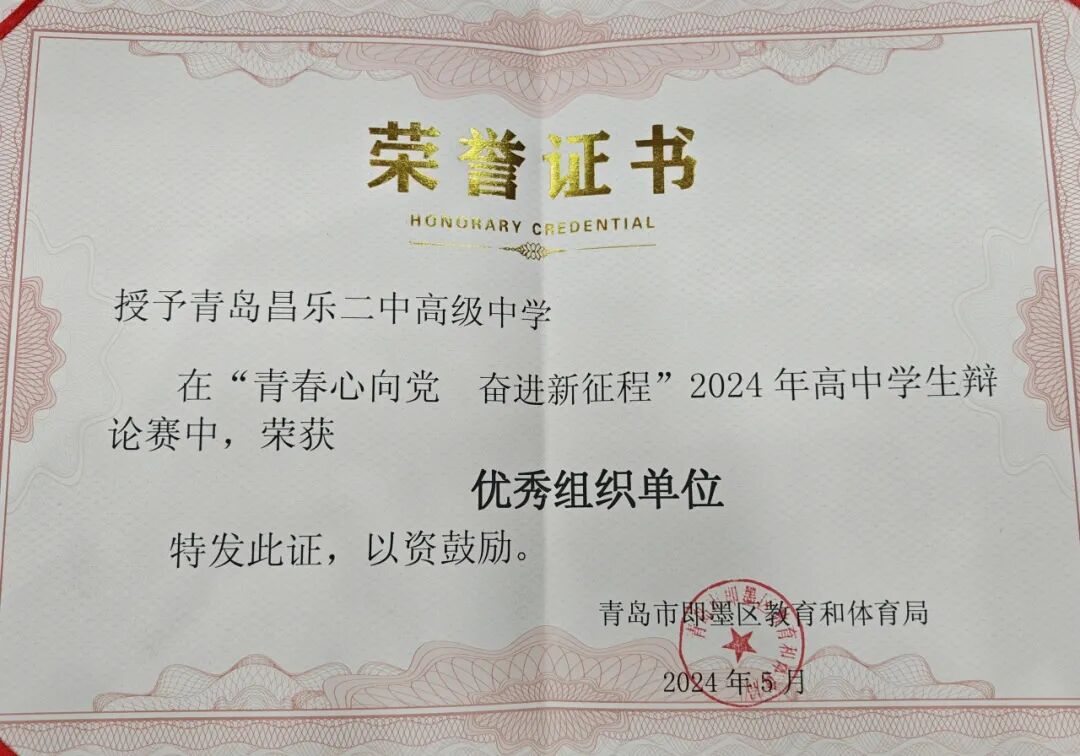 荣誉证书
HONORARY CREDENTIAL
授予青岛昌乐二中高级中学
在“青春心向党 奋进新征程”2024年高中学生辩
论赛中，荣获
优秀组织单位
特发此证，以资鼓励。
青岛市即墨区教育和体育局
2024年5月